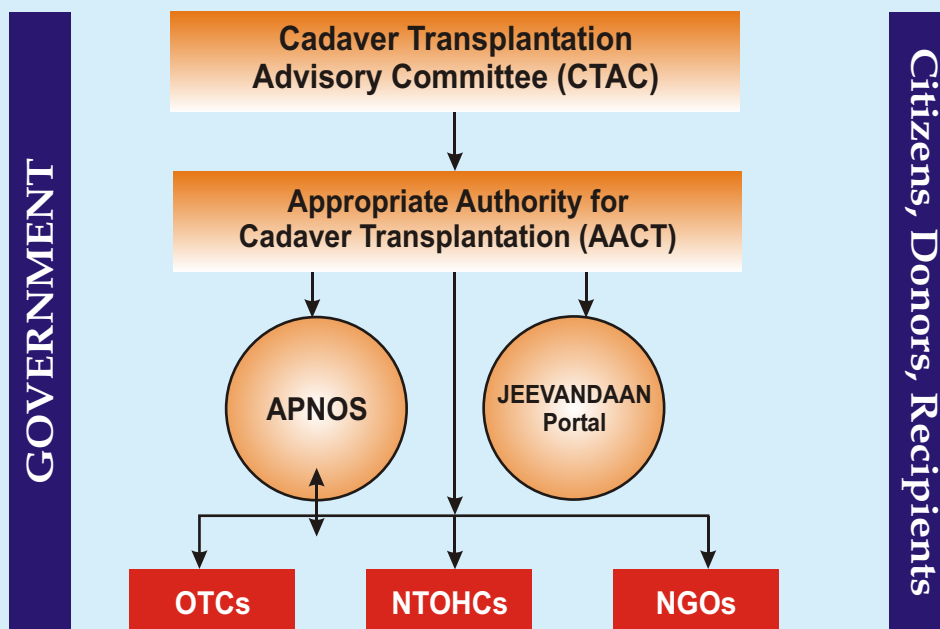 GOVERNMENT
Cadaver Transplantation
Advisory Committee (CTAC)
Appropriate Authority for
Cadaver Transplantation (AACT)
APNOS
JEEVANDAAN
Portal
OTCs
NTOHCs
NGOs
Citizens, Donors, Recipients